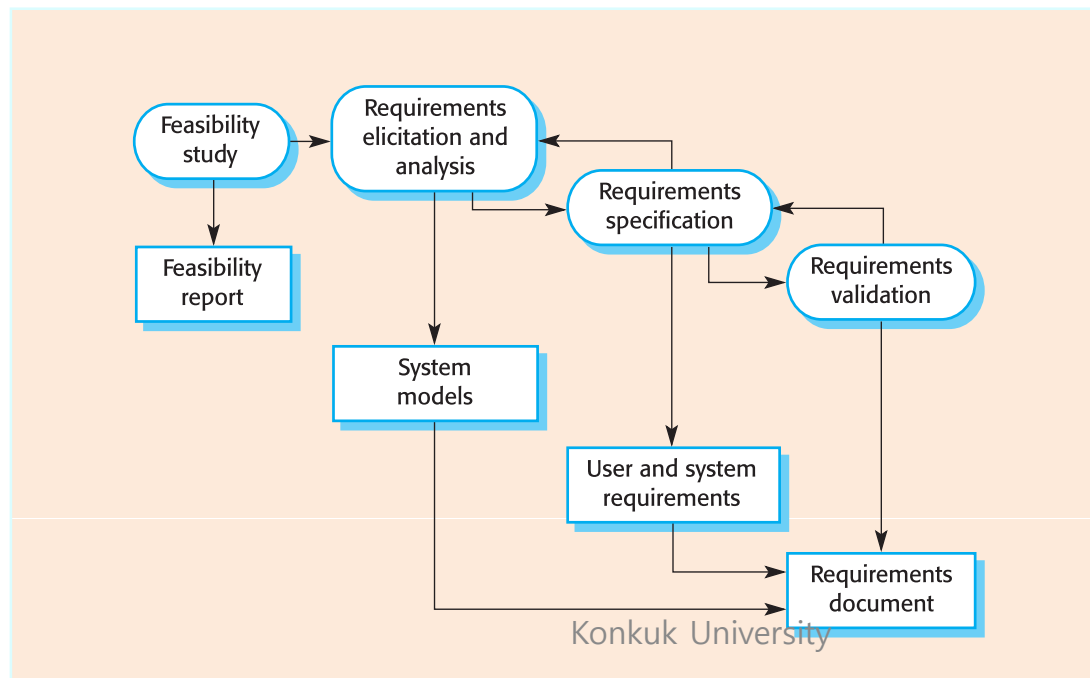 Feasibility
study
Requirements
elicitation and
analysis
Requirements
specification
Requirements
validation
Feasibility
report
System
models
User and system
requirements
Requirements
document
Konkuk University